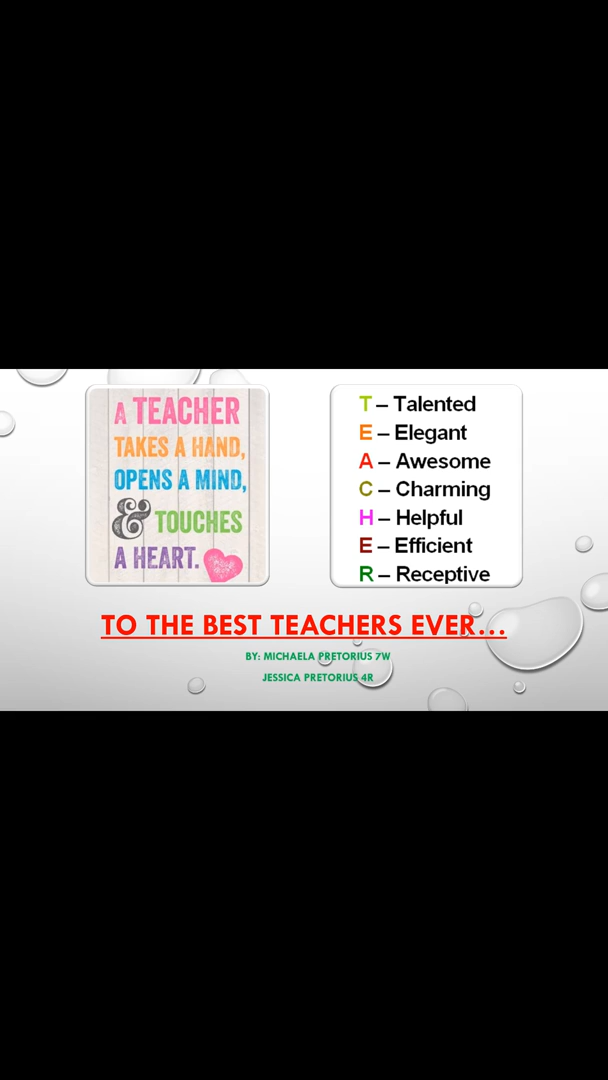 A TEACHER
TAKES A HAND,
OPENS A MIND,
& TOUCHES
A HEART.
T – Talented
E – Elegant
A – Awesome
C – Charming
H – Helpful
E – Efficient
R – Receptive
TO THE BEST TEACHERS EVER...
BY: MICHAELA PRETORIUS 7W
JESSICA PRETORIUS 4R